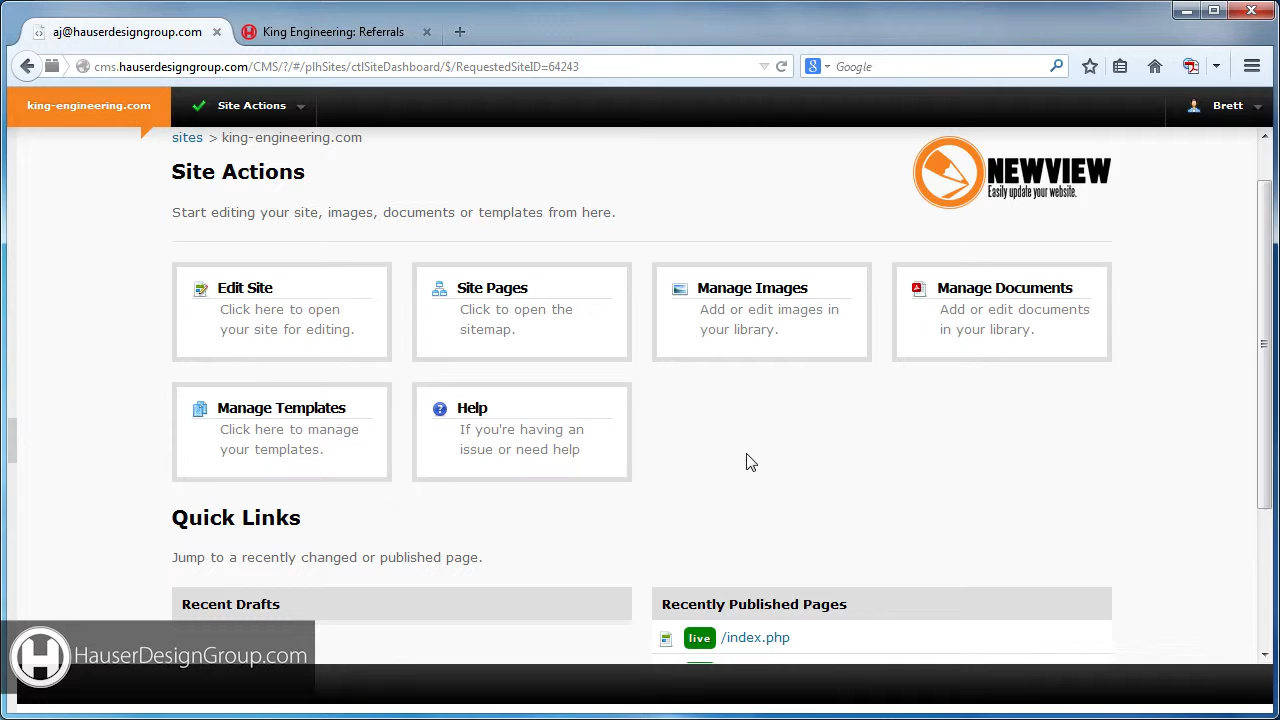 aj@hauserdesigngroup.com
King Engineering: Referrals
cms.hauserdesigngroup.com/CMS/?/#/plhSites/ctlSiteDashboard/$/RequestedSiteID=64243
Google
king-engineering.com
Site Actions
Brett
sites > king-engineering.com
Site Actions
NEWVIEW
Easily update your website.
Start editing your site, images, documents or templates from here.
Edit Site
Click here to open
your site for editing.
Site Pages
Click to open the
sitemap.
Manage Images
Add or edit images in
your library.
Manage Documents
Add or edit documents
in your library.
Manage Templates
Click here to manage
your templates.
Help
If you're having an
issue or need help
Quick Links
Jump to a recently changed or published page.
Recent Drafts
Recently Published Pages
live /index.php
HauserDesignGroup.com